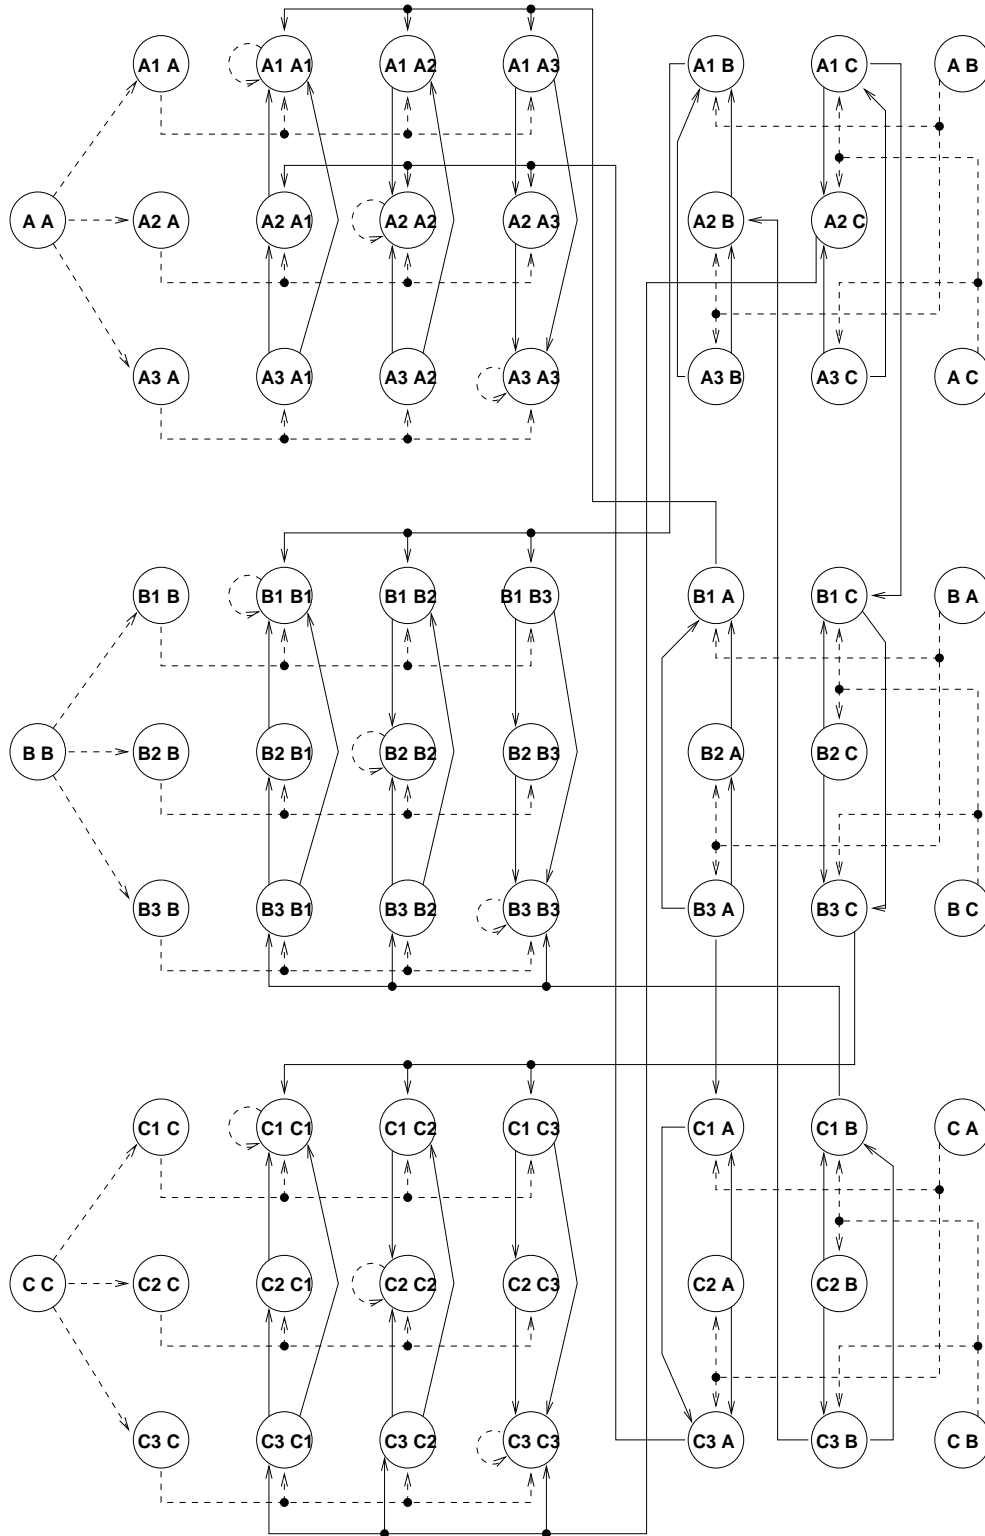 A1 A A1 A1 A1 A2 A1 A3 A1 B A1 C A B
A A A2 A A2 A1 A2 A2 A2 A3 A2 B A2 C
A3 A A3 A1 A3 A2 A3 A3 A3 B A3 C A C
B1 B B1 B1 B1 B2 B1 B3 B1 A B1 C B A
B B B2 B B2 B1 B2 B2 B2 B3 B2 A B2 C
B3 B B3 B1 B3 B2 B3 B3 B3 A B3 C B C
C1 C C1 C1 C1 C2 C1 C3 C1 A C1 B C A
C C C2 C C2 C1 C2 C2 C2 C3 C2 A C2 B
C3 C C3 C1 C3 C2 C3 C3 C3 A C3 B C B